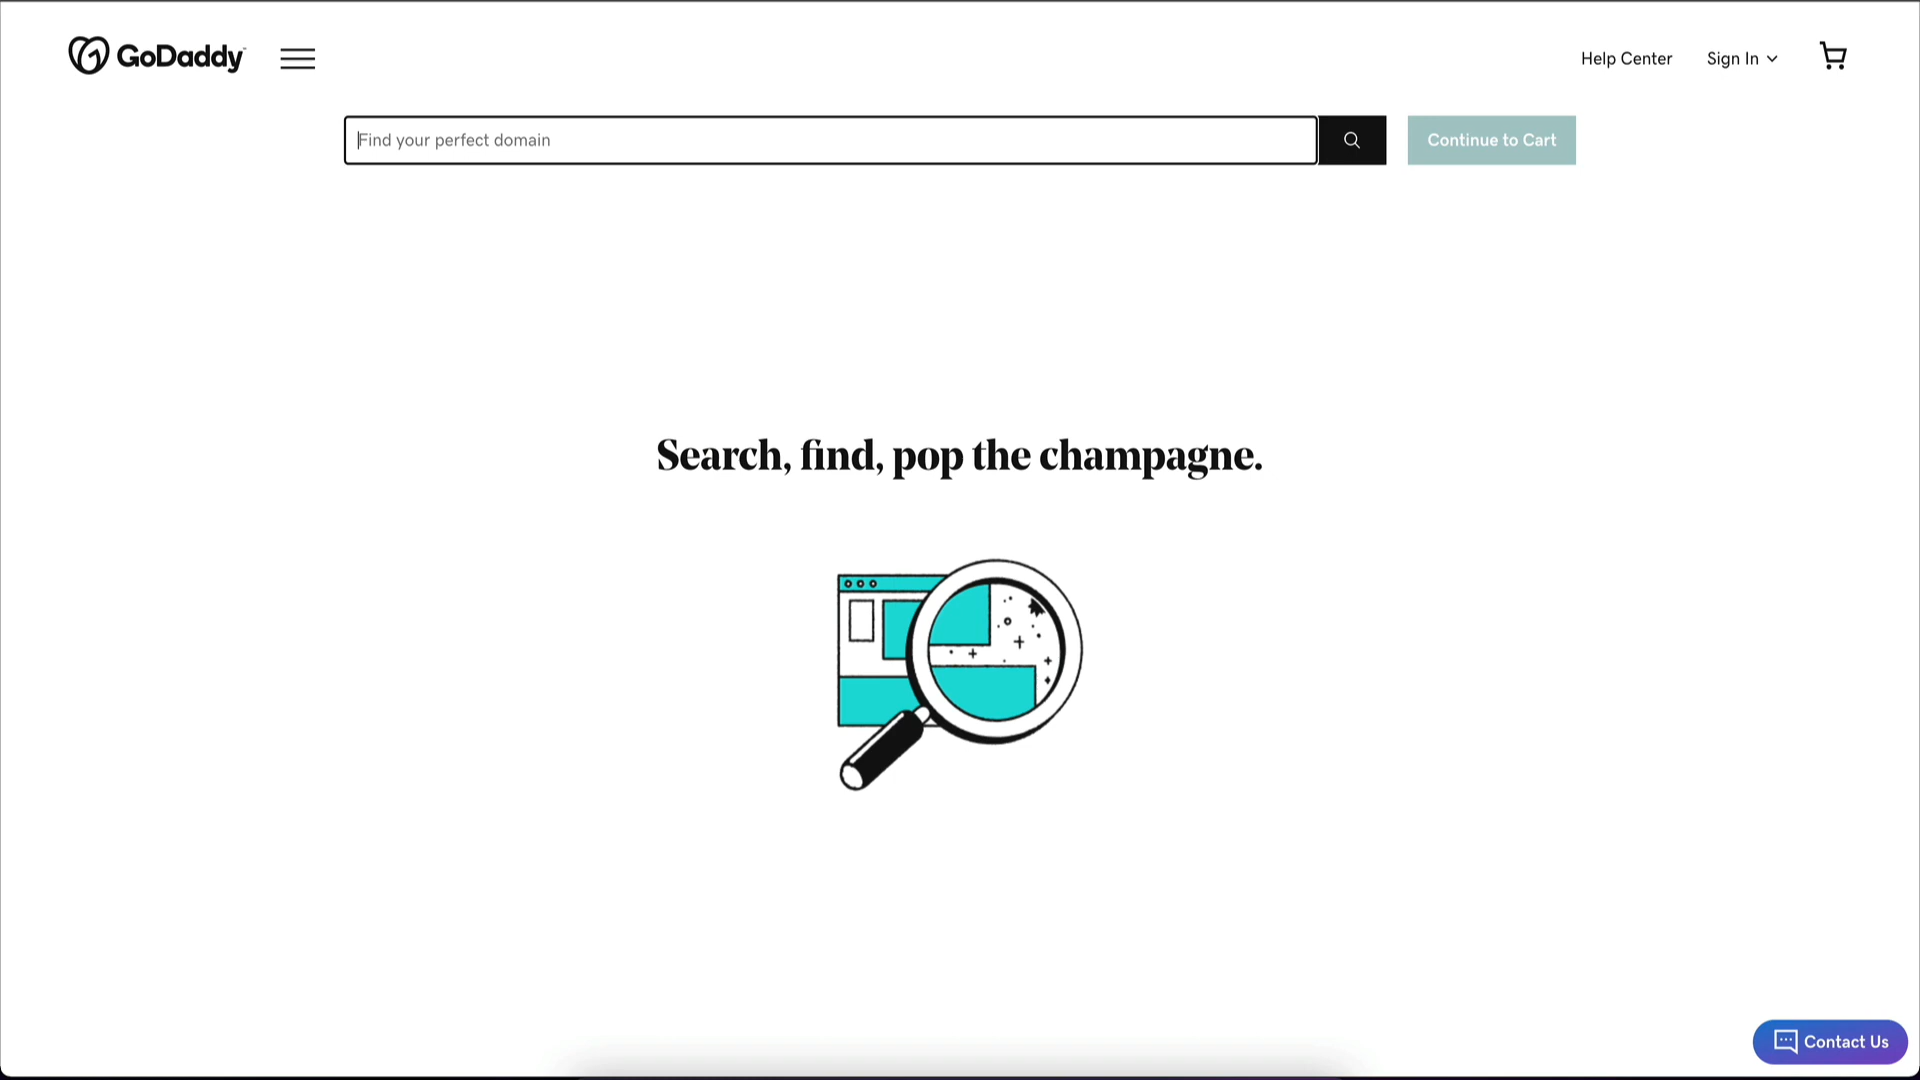 GoDaddy
Help Center
Sign In
Find your perfect domain
Continue to Cart
Search, find, pop the champagne.
Contact Us